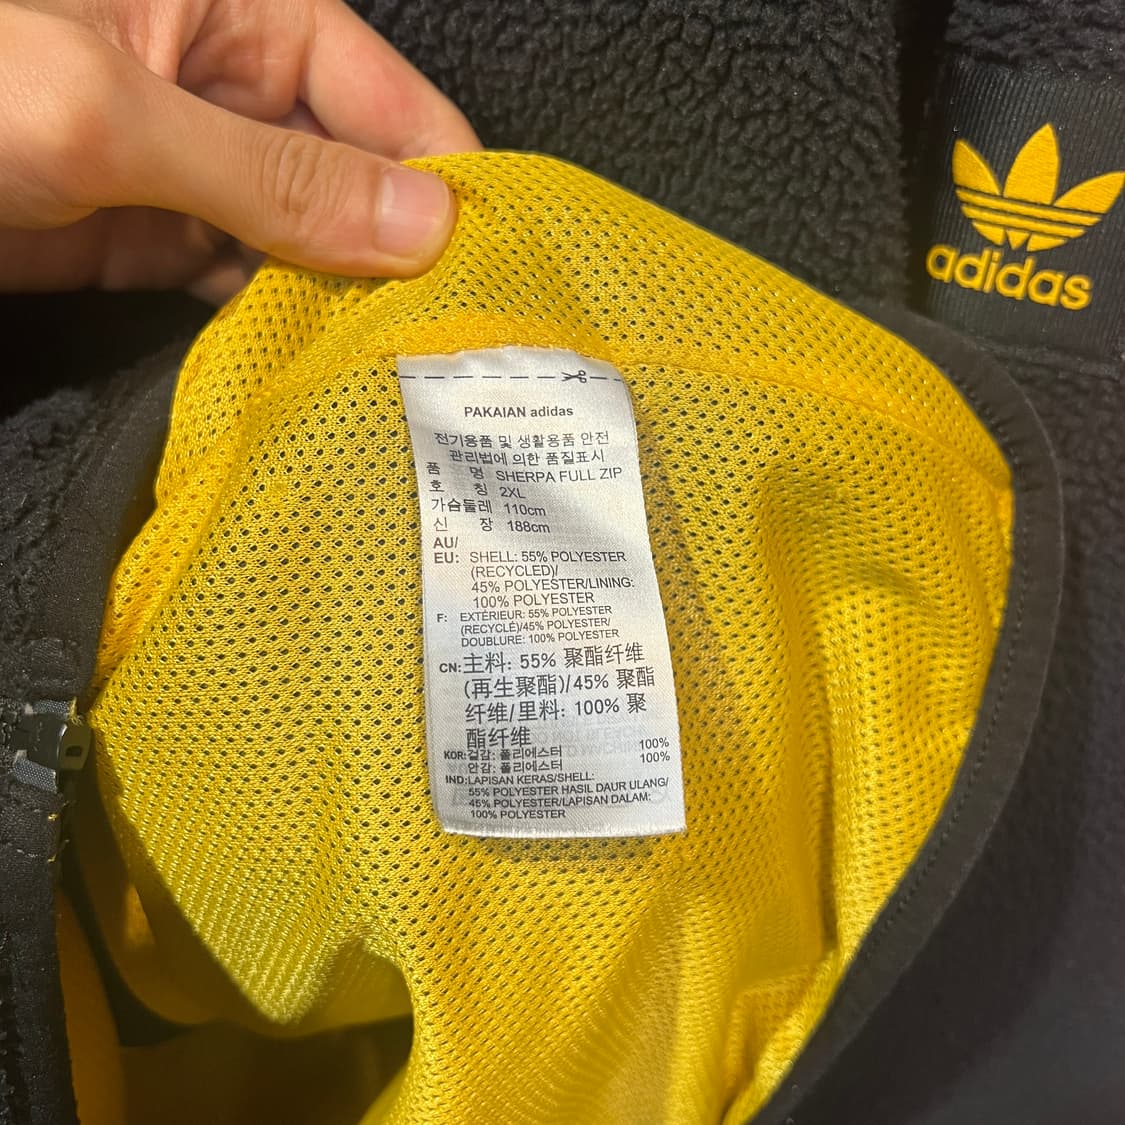 adidas
PAKAIAN adidas
전기용품 및 생활용품 안전
관리법에 의한 품질표시
품 명 SHERPA FULL ZIP
호 칭 2XL
가슴둘레 110cm
신 장 188cm
AU/
EU: SHELL: 55% POLYESTER
(RECYCLED)/
45% POLYESTER/LINING:
100% POLYESTER
F: EXTÉRIEUR: 55% POLYESTER
(RECYCLÉ)/45% POLYESTER/
DOUBLURE: 100% POLYESTER
CN:主料: 55% 聚酯纤维
(再生聚酯)/45% 聚酯
纤维/里料: 100% 聚
酯纤维
KOR:겉감: 폴리에스터 100%
안감: 폴리에스터 100%
IND:LAPISAN KERAS/SHELL:
55% POLYESTER HASIL DAUR ULANG/
45% POLYESTER/LAPISAN DALAM:
100% POLYESTER